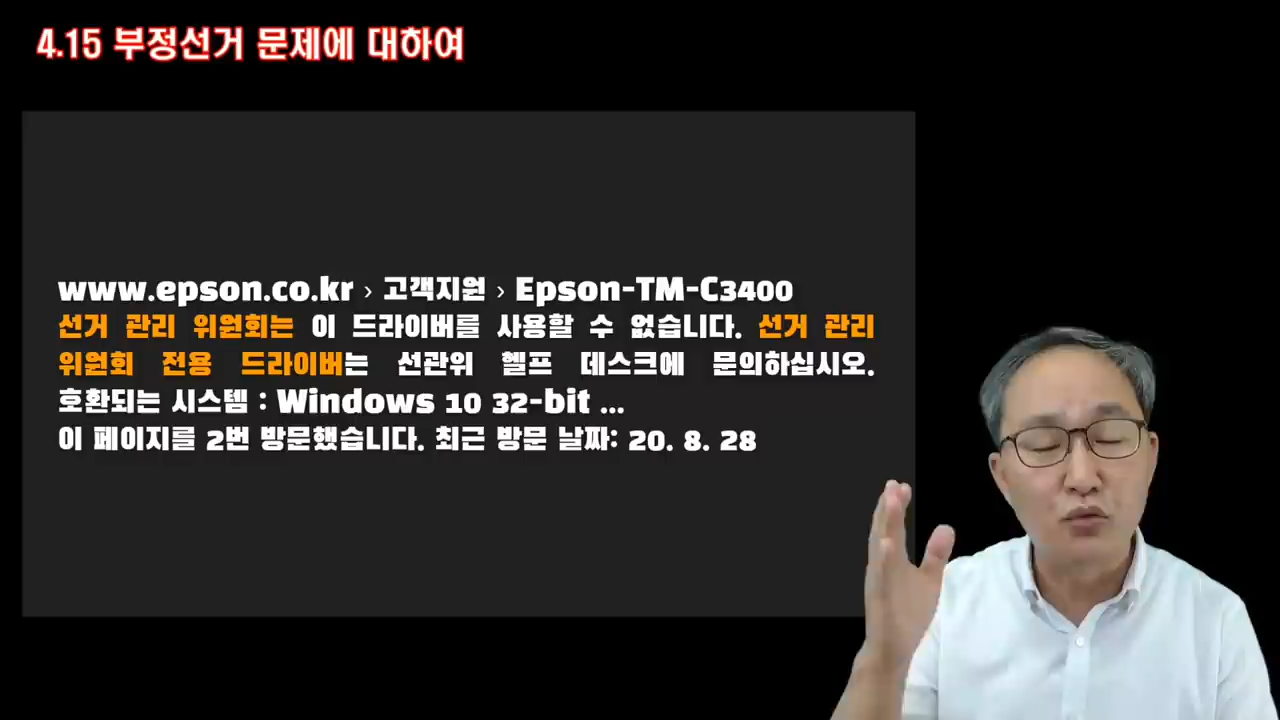 4.15 부정선거 문제에 대하여
www.epson.co.kr › 고객지원 › Epson-TM-C3400
선거 관리 위원회는 이 드라이버를 사용할 수 없습니다. 선거 관리
위원회 전용 드라이버는 선관위 헬프 데스크에 문의하십시오.
호환되는 시스템 : Windows 10 32-bit ...
이 페이지를 2번 방문했습니다. 최근 방문 날짜: 20. 8. 28